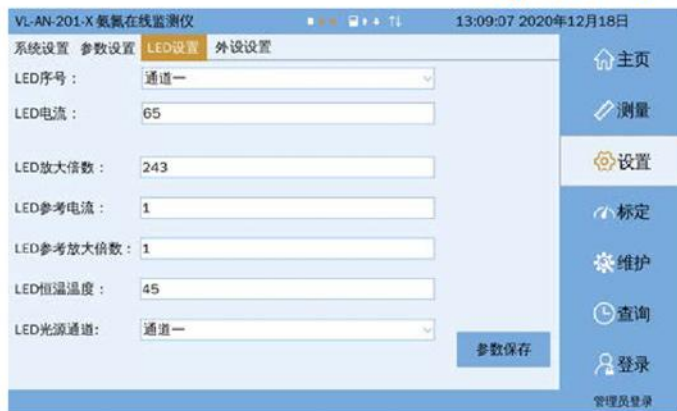 VL-AN-201-X 氨氮在线监测仪 13:09:07 2020年12月18日
系统设置 参数设置 LED设置 外设设置
LED序号： 通道一
LED电流： 65
LED放大倍数： 243
LED参考电流： 1
LED参考放大倍数： 1
LED恒温温度： 45
LED光源通道: 通道一
参数保存
主页
测量
设置
标定
维护
查询
登录
管理员登录